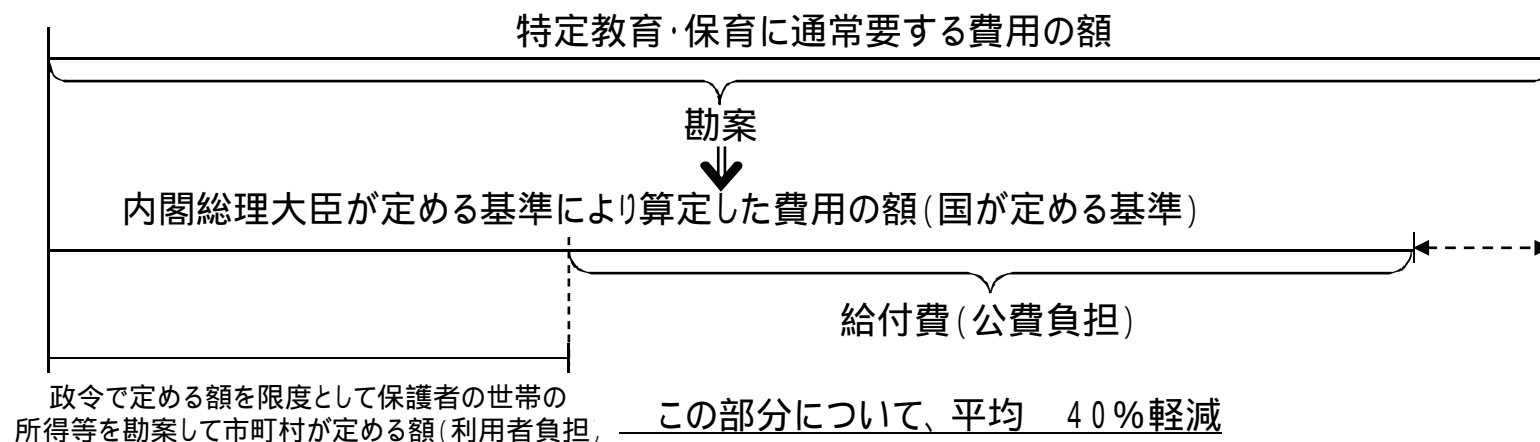 特定教育・保育に通常要する費用の額
勘案
内閣総理大臣が定める基準により算定した費用の額(国が定める基準)
給付費(公費負担)
政令で定める額を限度として保護者の世帯の
所得等を勘案して市町村が定める額(利用者負担)
この部分について、平均 40%軽減